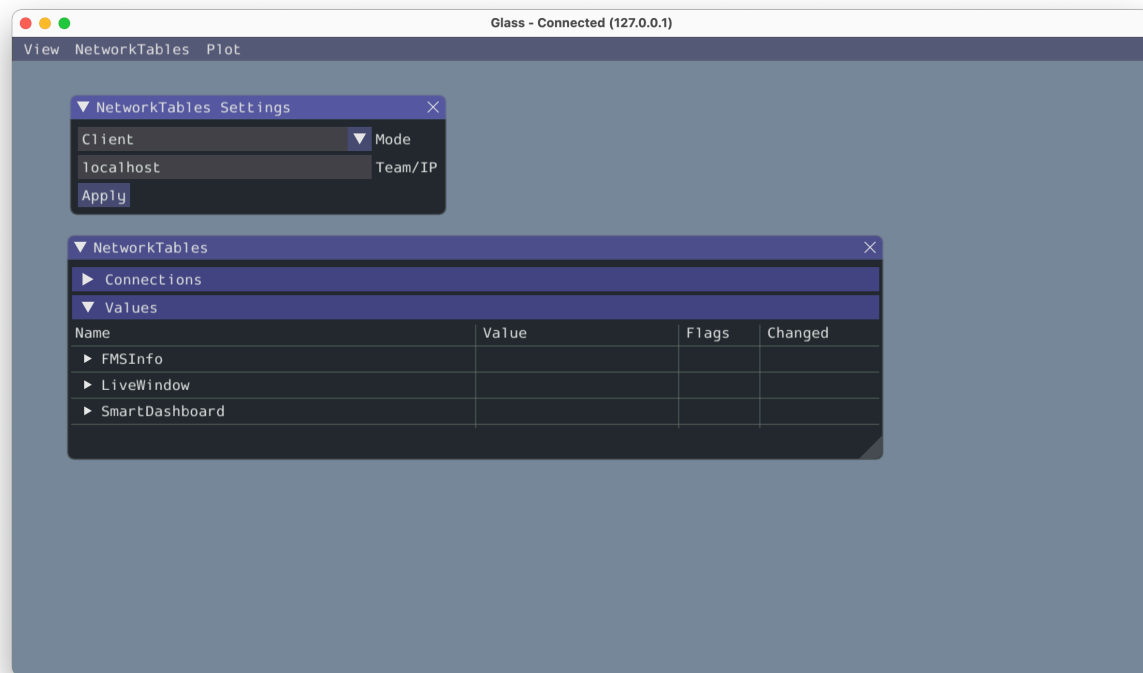 Glass - Connected (127.0.0.1)
View NetworkTables Plot
NetworkTables Settings
Client Mode
localhost Team/IP
Apply
NetworkTables
Connections
Values
Name Value Flags Changed
FMSInfo
LiveWindow
SmartDashboard